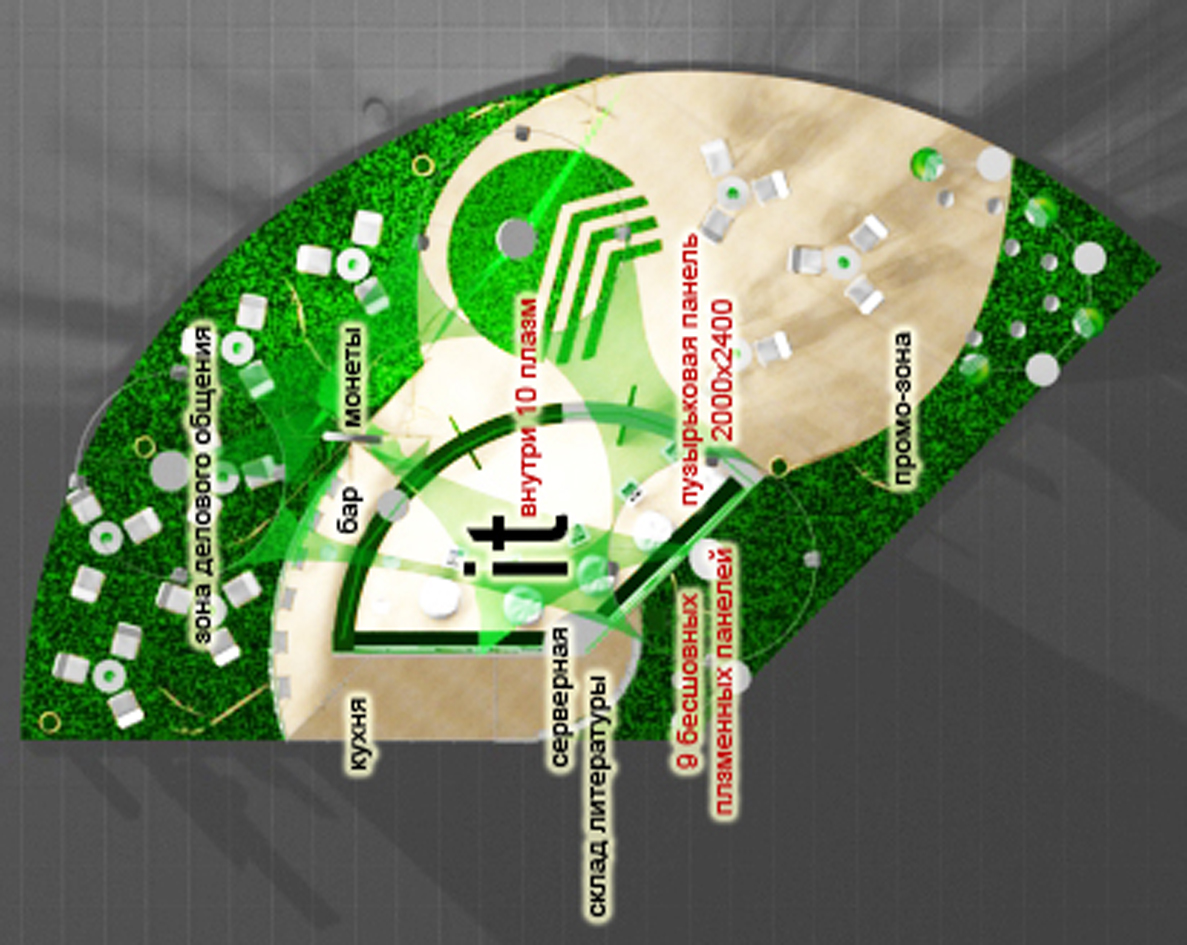 зона делового общения
монеты
бар
кухня
it
внутри 10 плазм
серверная
склад литературы
пузырьковая панель
2000x2400
9 бесшовных
плзменных панелей
промо-зона